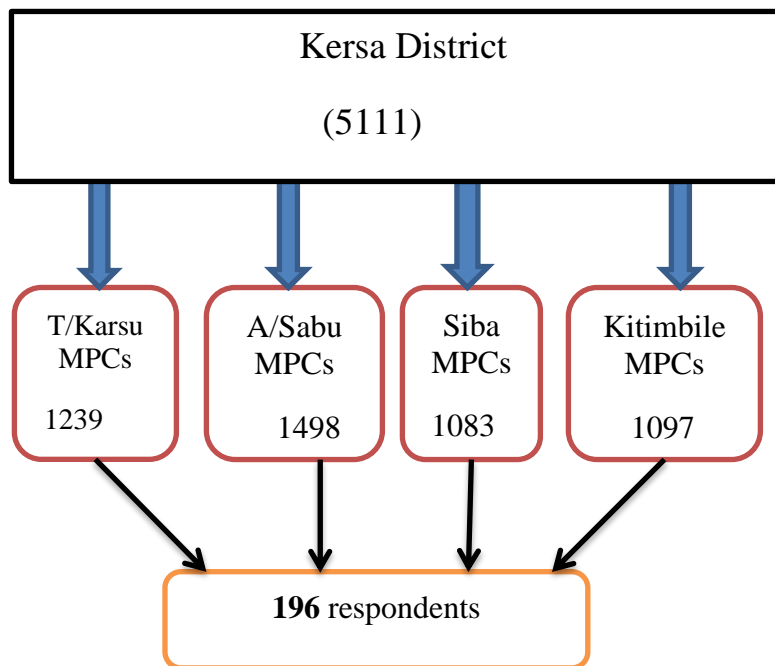 Kersa District
(5111)
T/Karsu
MPCs
1239
A/Sabu
MPCs
1498
Siba
MPCs
1083
Kitimbile
MPCs
1097
196 respondents